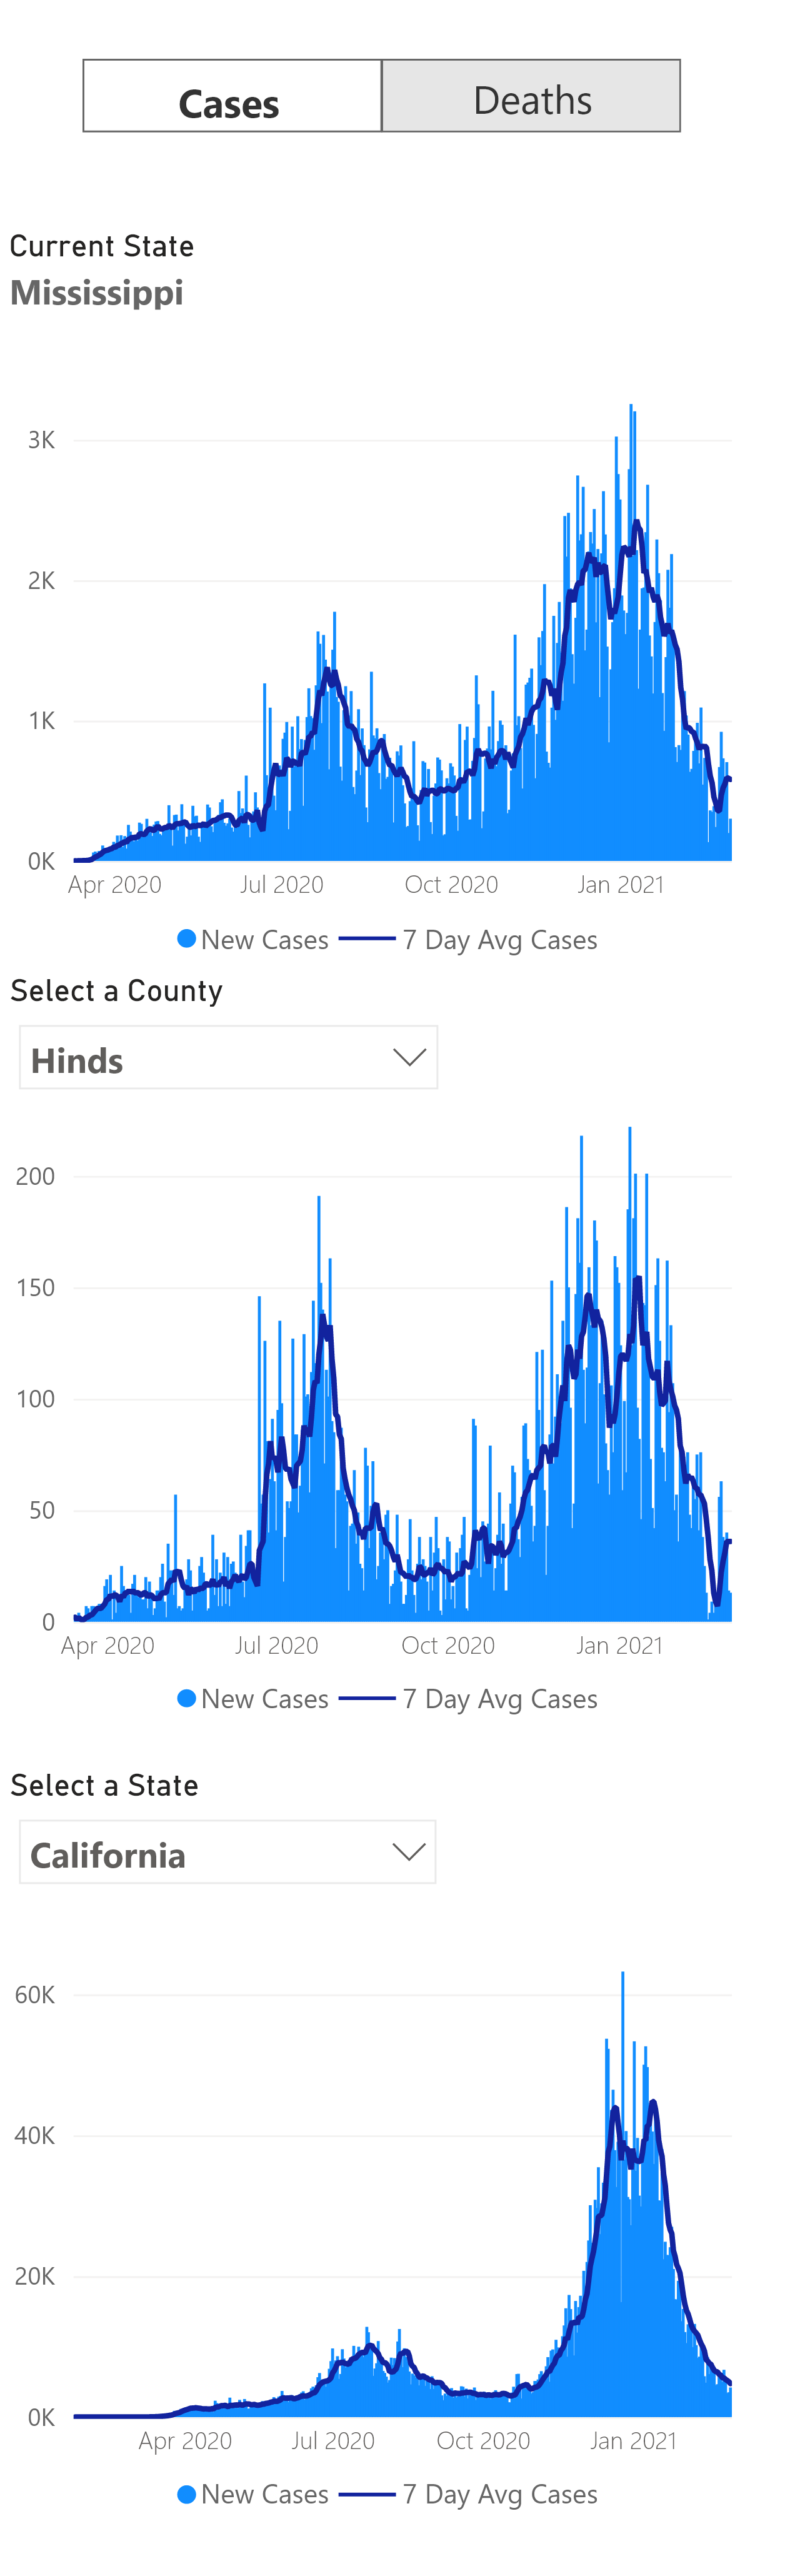 Cases Deaths
Current State
Mississippi
3K
2K
1K
0K
Apr 2020 Jul 2020 Oct 2020 Jan 2021
New Cases 7 Day Avg Cases
Select a County
Hinds
200
150
100
50
0
Apr 2020 Jul 2020 Oct 2020 Jan 2021
New Cases 7 Day Avg Cases
Select a State
California
60K
40K
20K
0K
Apr 2020 Jul 2020 Oct 2020 Jan 2021
New Cases 7 Day Avg Cases